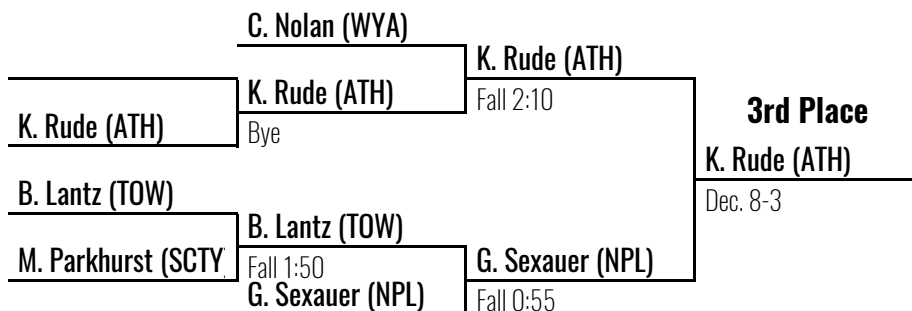 C. Nolan (WYA)
K. Rude (ATH)
K. Rude (ATH)
Fall 2:10
3rd Place
K. Rude (ATH)
Bye
K. Rude (ATH)
B. Lantz (TOW)
Dec. 8-3
B. Lantz (TOW)
M. Parkhurst (SCTY)
Fall 1:50
G. Sexauer (NPL)
G. Sexauer (NPL)
Fall 0:55